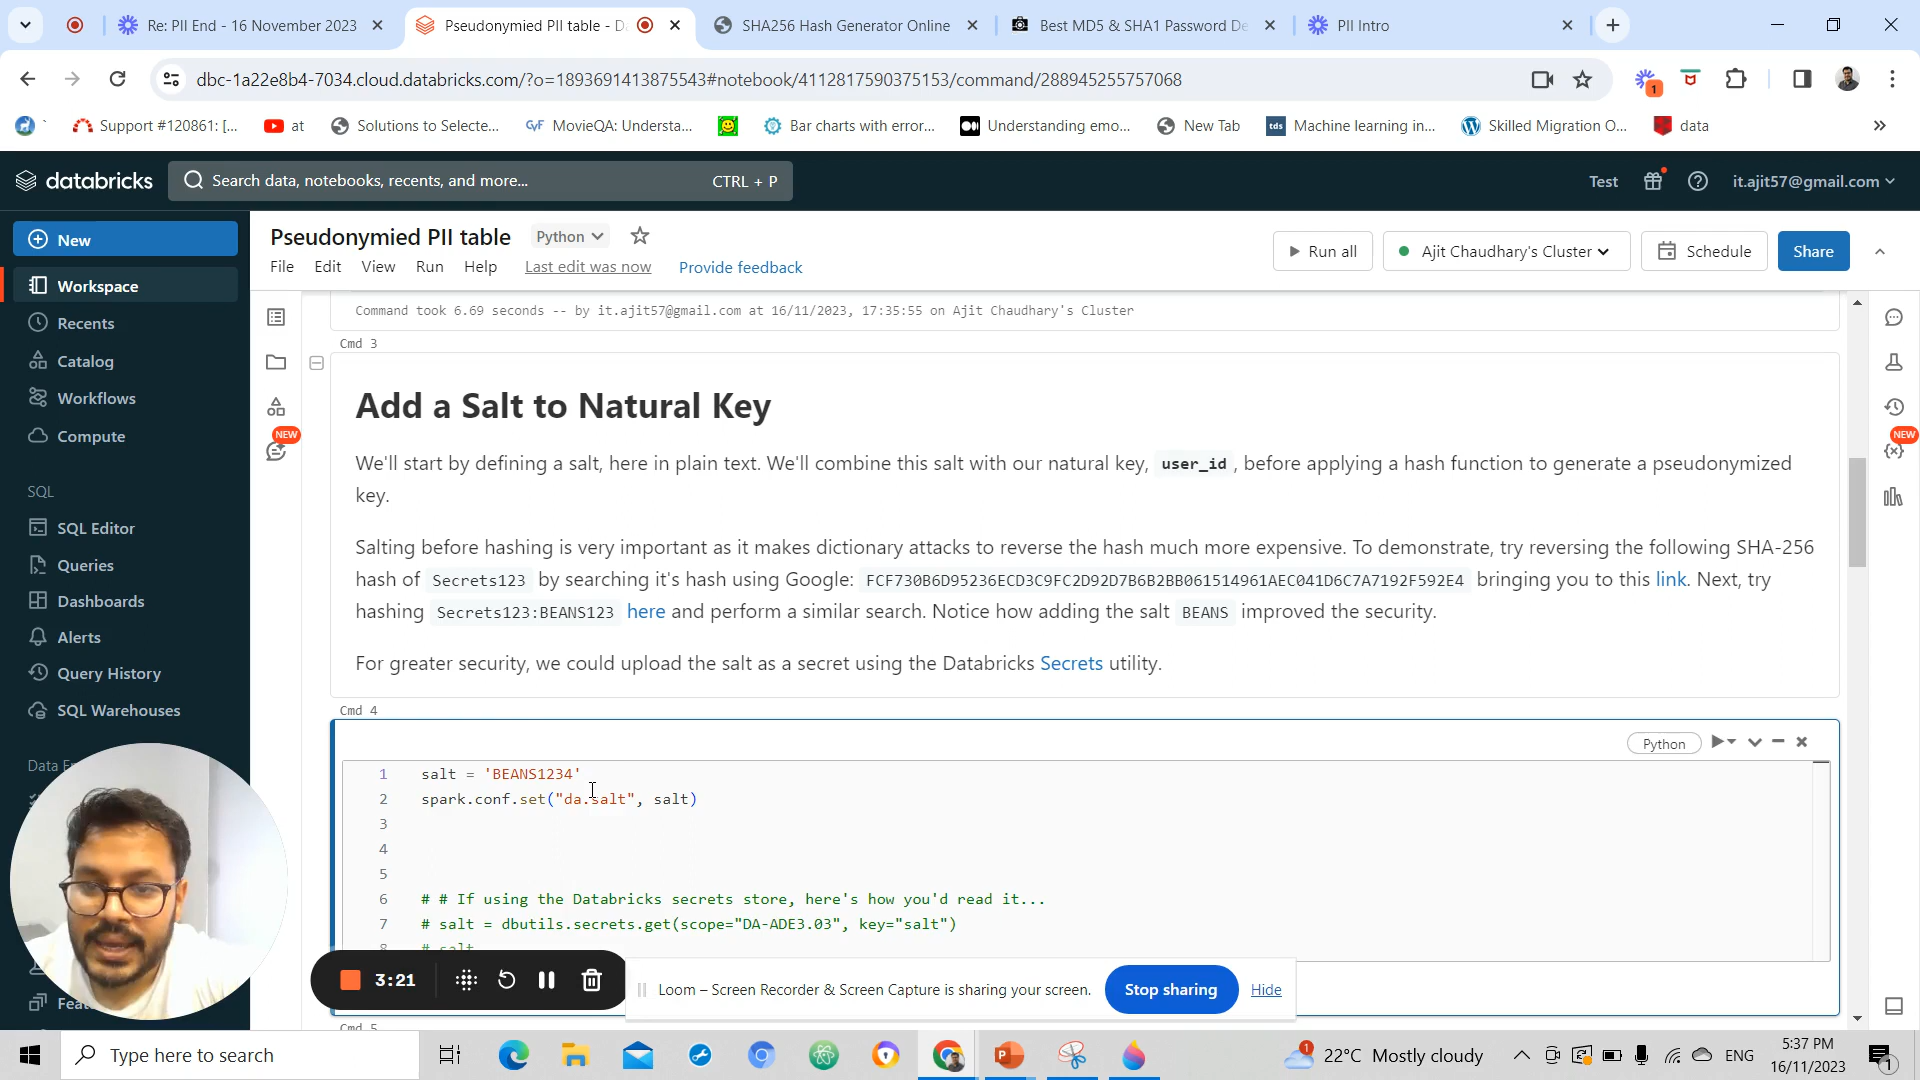 Re: PII End - 16 November 2023
Pseudonymied PII table - D
SHA256 Hash Generator Online
Best MD5 & SHA1 Password De
PII Intro
dbc-1a22e8b4-7034.cloud.databricks.com/?o=1893691413875543#notebook/4112817590375153/command/288945255757068
1
`
Support #120861: [...
at
Solutions to Selecte...
GYF MovieQA: Understa...
Bar charts with error...
Understanding emo...
New Tab
tds Machine learning in...
Skilled Migration O...
data
databricks
Search data, notebooks, recents, and more...
CTRL + P
Test
it.ajit57@gmail.com
New
Workspace
Recents
Catalog
Workflows
Compute
SQL
SQL Editor
Queries
Dashboards
Alerts
Query History
SQL Warehouses
Data E
Fea
Pseudonymied PII table
Python
File Edit View Run Help Last edit was now Provide feedback
Run all
Ajit Chaudhary's Cluster
Schedule
Share
NEW
NEW
Command took 6.69 seconds -- by it.ajit57@gmail.com at 16/11/2023, 17:35:55 on Ajit Chaudhary's Cluster
Cmd 3
Add a Salt to Natural Key
We'll start by defining a salt, here in plain text. We'll combine this salt with our natural key, user_id , before applying a hash function to generate a pseudonymized
key.
Salting before hashing is very important as it makes dictionary attacks to reverse the hash much more expensive. To demonstrate, try reversing the following SHA-256
hash of Secrets123 by searching it's hash using Google: FCF730B6D95236ECD3C9FC2D92D7B6B2BB061514961AEC041D6C7A7192F592E4 bringing you to this link. Next, try
hashing Secrets123:BEANS123 here and perform a similar search. Notice how adding the salt BEANS improved the security.
For greater security, we could upload the salt as a secret using the Databricks Secrets utility.
Cmd 4
Python
1 salt = 'BEANS1234'
2 spark.conf.set("da.salt", salt)
3
4
5
6 # # If using the Databricks secrets store, here's how you'd read it...
7 # salt = dbutils.secrets.get(scope="DA-ADE3.03", key="salt")
8 # salt
3:21
Loom – Screen Recorder & Screen Capture is sharing your screen.
Stop sharing
Hide
Cmd 5
Type here to search
1
22°C Mostly cloudy
ENG
5:37 PM
16/11/2023
1